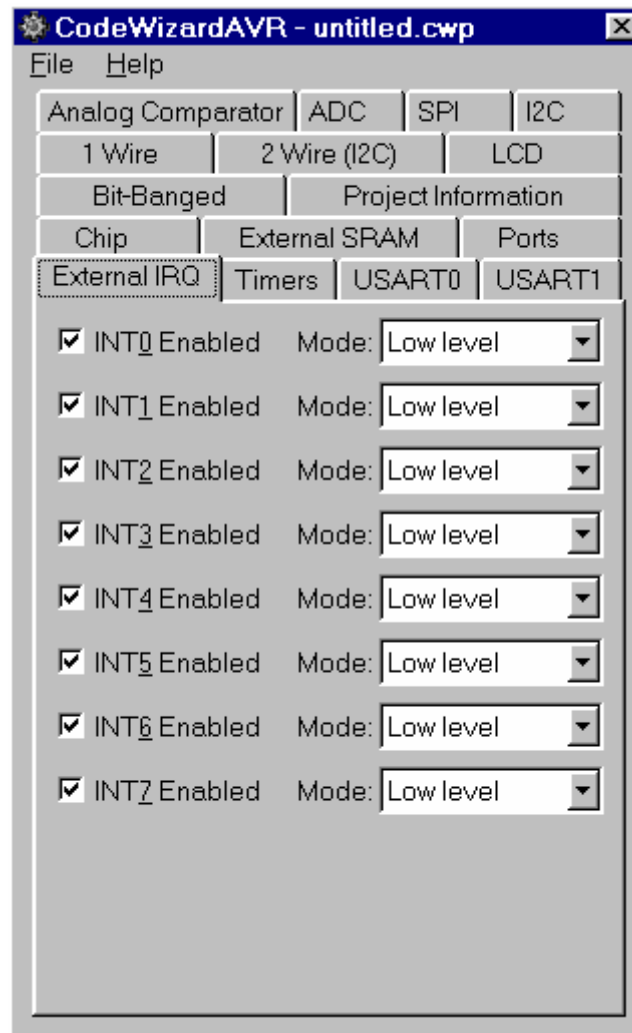 CodeWizardAVR - untitled.cwp
File Help
Analog Comparator ADC SPI I2C
1 Wire 2 Wire (I2C) LCD
Bit-Banged Project Information
Chip External SRAM Ports
External IRQ Timers USART0 USART1
INT0 Enabled Mode: Low level
INT1 Enabled Mode: Low level
INT2 Enabled Mode: Low level
INT3 Enabled Mode: Low level
INT4 Enabled Mode: Low level
INT5 Enabled Mode: Low level
INT6 Enabled Mode: Low level
INT7 Enabled Mode: Low level